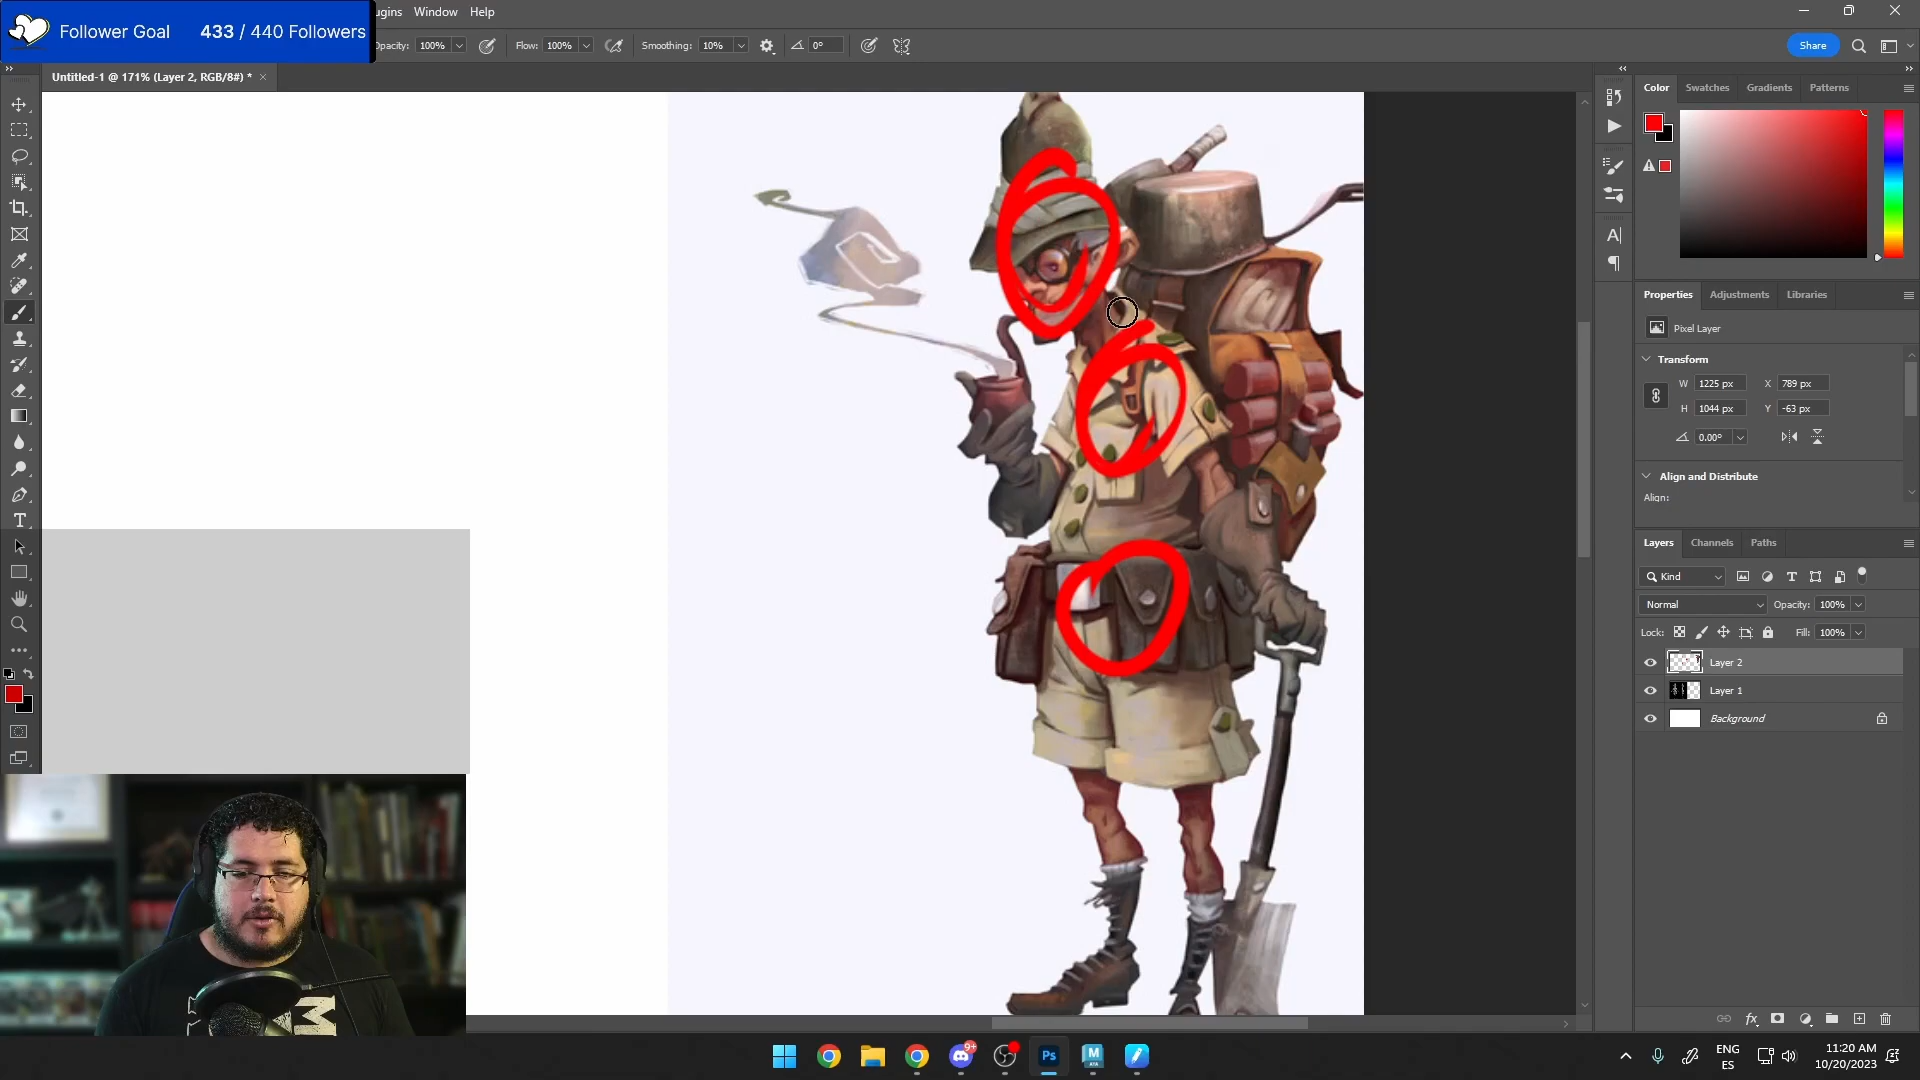 Follower Goal 433 / 440 Followers
ugins Window Help
Opacity: 100% Flow: 100% Smoothing: 10% 0°
Share
Untitled-1 @ 171% (Layer 2, RGB/8#) *
Color Swatches Gradients Patterns
Properties Adjustments Libraries
Pixel Layer
Transform
W 1225 px X 789 px
H 1044 px Y -63 px
0.00°
Align and Distribute
Align:
Layers Channels Paths
Kind
Normal Opacity: 100%
Lock: Fill: 100%
Layer 2
Layer 1
Background
M
9+
Ps
M
ENG
ES
11:20 AM
10/20/2023